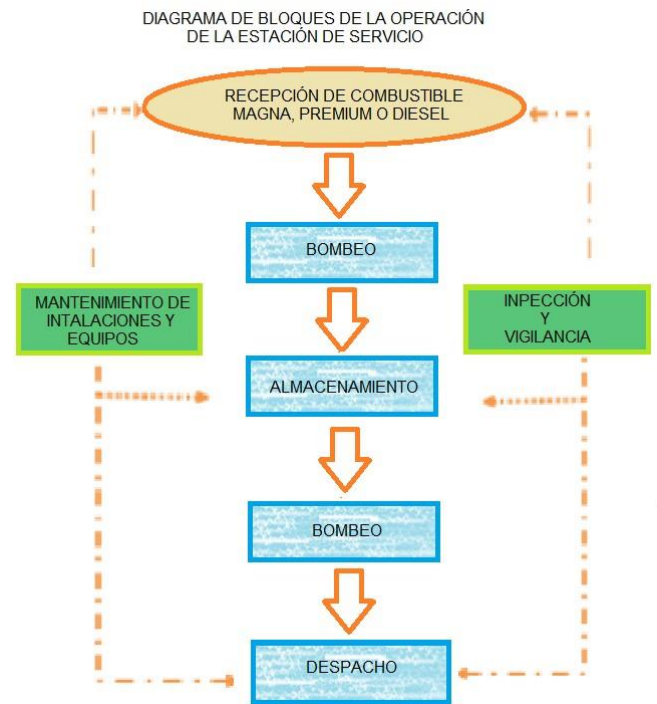 DIAGRAMA DE BLOQUES DE LA OPERACIÓN
DE LA ESTACIÓN DE SERVICIO
RECEPCIÓN DE COMBUSTIBLE
MAGNA, PREMIUM O DIESEL
BOMBEO
MANTENIMIENTO DE
INTALACIONES Y
EQUIPOS
INPECCIÓN
Y
VIGILANCIA
ALMACENAMIENTO
BOMBEO
DESPACHO